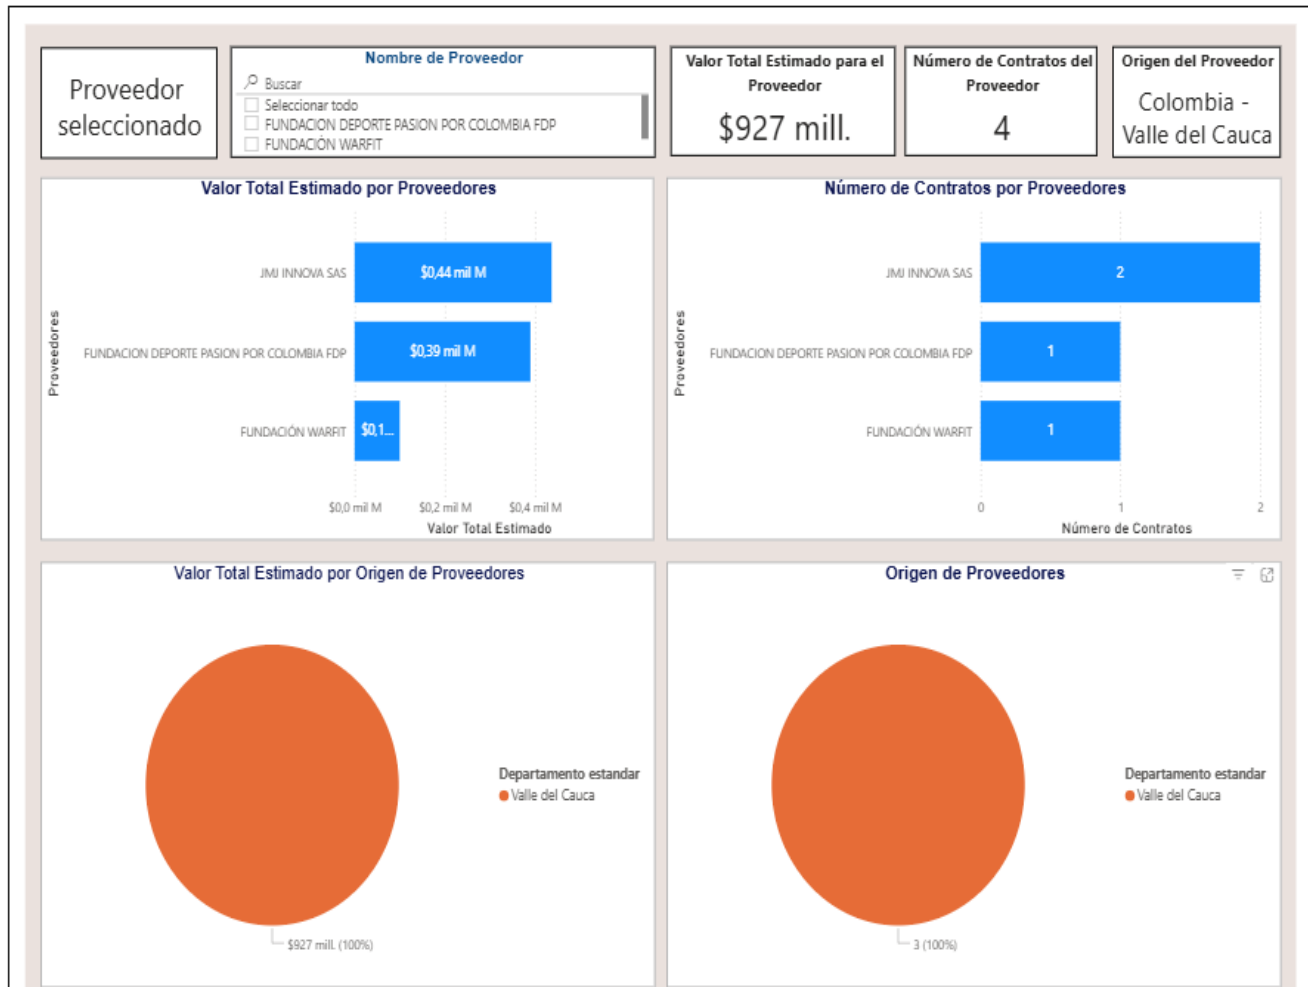 Proveedor
seleccionado
Nombre de Proveedor
Buscar
Seleccionar todo
FUNDACION DEPORTE PASION POR COLOMBIA FDP
FUNDACIÓN WARFIT
Valor Total Estimado para el
Proveedor
$927 mill.
Número de Contratos del
Proveedor
4
Origen del Proveedor
Colombia -
Valle del Cauca
Valor Total Estimado por Proveedores
Proveedores
JMJ INNOVA SAS
$0,44 mil M
FUNDACION DEPORTE PASION POR COLOMBIA FDP
$0,39 mil M
FUNDACIÓN WARFIT
$0,1...
$0,0 mil M
$0,2 mil M
$0,4 mil M
Valor Total Estimado
Número de Contratos por Proveedores
Proveedores
JMJ INNOVA SAS
2
FUNDACION DEPORTE PASION POR COLOMBIA FDP
1
FUNDACIÓN WARFIT
1
0
1
2
Número de Contratos
Valor Total Estimado por Origen de Proveedores
Departamento estandar
Valle del Cauca
$927 mill. (100%)
Origen de Proveedores
Departamento estandar
Valle del Cauca
3 (100%)